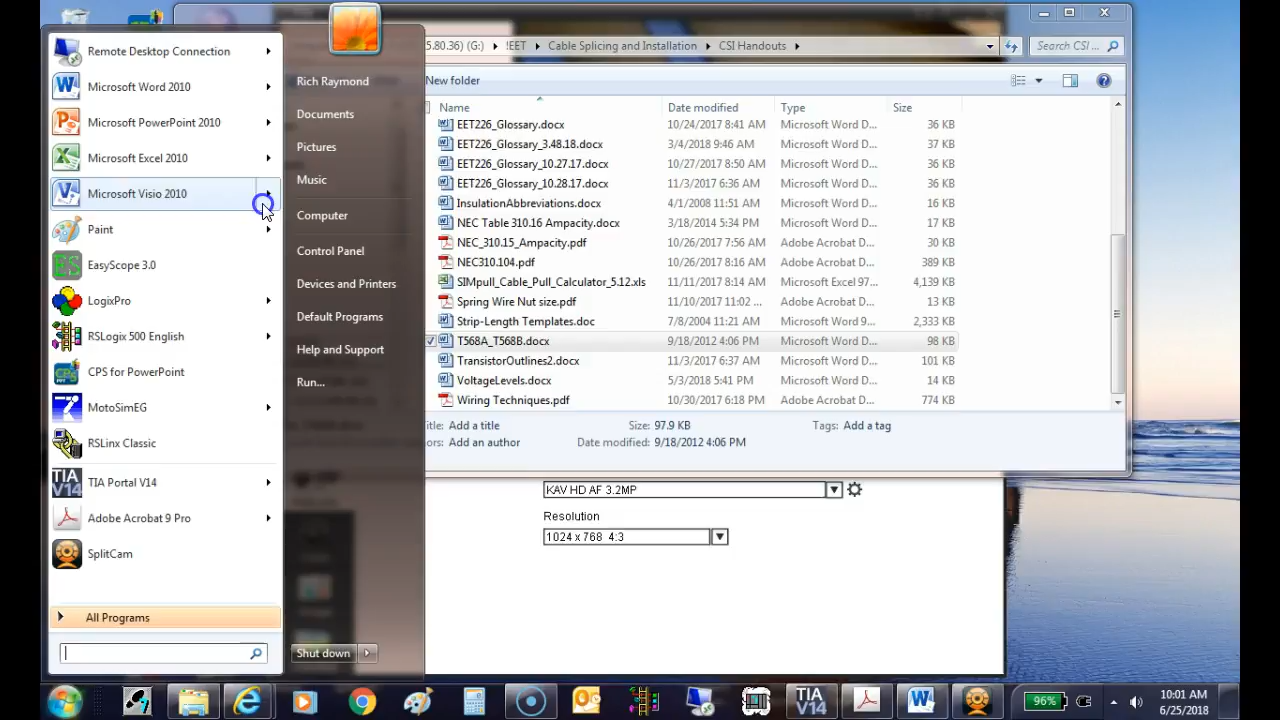 Remote Desktop Connection
Microsoft Word 2010
Microsoft PowerPoint 2010
Microsoft Excel 2010
Microsoft Visio 2010
Paint
EasyScope 3.0
LogixPro
RSLogix 500 English
CPS for PowerPoint
MotoSimEG
RSLinx Classic
TIA Portal V14
Adobe Acrobat 9 Pro
SplitCam
All Programs
Rich Raymond
Documents
Pictures
Music
Computer
Control Panel
Devices and Printers
Default Programs
Help and Support
Run...
Shut down
5.80.36) (G:) !EET Cable Splicing and Installation CSI Handouts Search CSI ...
New folder
Name Date modified Type Size
EET226_Glossary.docx 10/24/2017 8:41 AM Microsoft Word D... 36 KB
EET226_Glossary_3.48.18.docx 3/4/2018 9:46 AM Microsoft Word D... 37 KB
EET226_Glossary_10.27.17.docx 10/27/2017 8:50 AM Microsoft Word D... 36 KB
EET226_Glossary_10.28.17.docx 11/3/2017 6:36 AM Microsoft Word D... 36 KB
InsulationAbbreviations.docx 4/1/2008 11:51 AM Microsoft Word D... 16 KB
NEC Table 310.16 Ampacity.docx 3/18/2014 5:34 PM Microsoft Word D... 17 KB
NEC_310.15_Ampacity.pdf 10/26/2017 7:56 AM Adobe Acrobat D... 30 KB
NEC310.104.pdf 10/26/2017 8:16 AM Adobe Acrobat D... 389 KB
SIMpull_Cable_Pull_Calculator_5.12.xls 11/11/2017 8:14 AM Microsoft Excel 97... 4,139 KB
Spring Wire Nut size.pdf 11/10/2017 11:02 ... Adobe Acrobat D... 13 KB
Strip-Length Templates.doc 7/8/2004 11:21 AM Microsoft Word 9... 2,333 KB
T568A_T568B.docx 9/18/2012 4:06 PM Microsoft Word D... 98 KB
TransistorOutlines2.docx 11/3/2017 6:37 AM Microsoft Word D... 101 KB
VoltageLevels.docx 5/3/2018 5:41 PM Microsoft Word D... 14 KB
Wiring Techniques.pdf 10/30/2017 6:18 PM Adobe Acrobat D... 774 KB
itle: Add a title Size: 97.9 KB Tags: Add a tag
hors: Add an author Date modified: 9/18/2012 4:06 PM
KAV HD AF 3.2MP
Resolution
1024 x 768 4:3
TIA
V14
96%
10:01 AM
6/25/2018